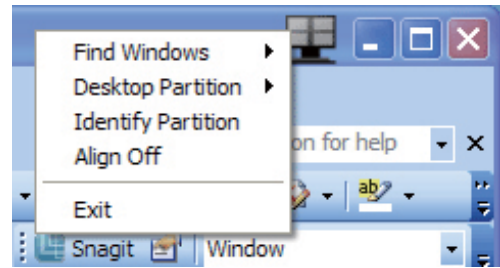 Find Windows
Desktop Partition
Identify Partition
Align Off
on for help
Exit
Snagit Window